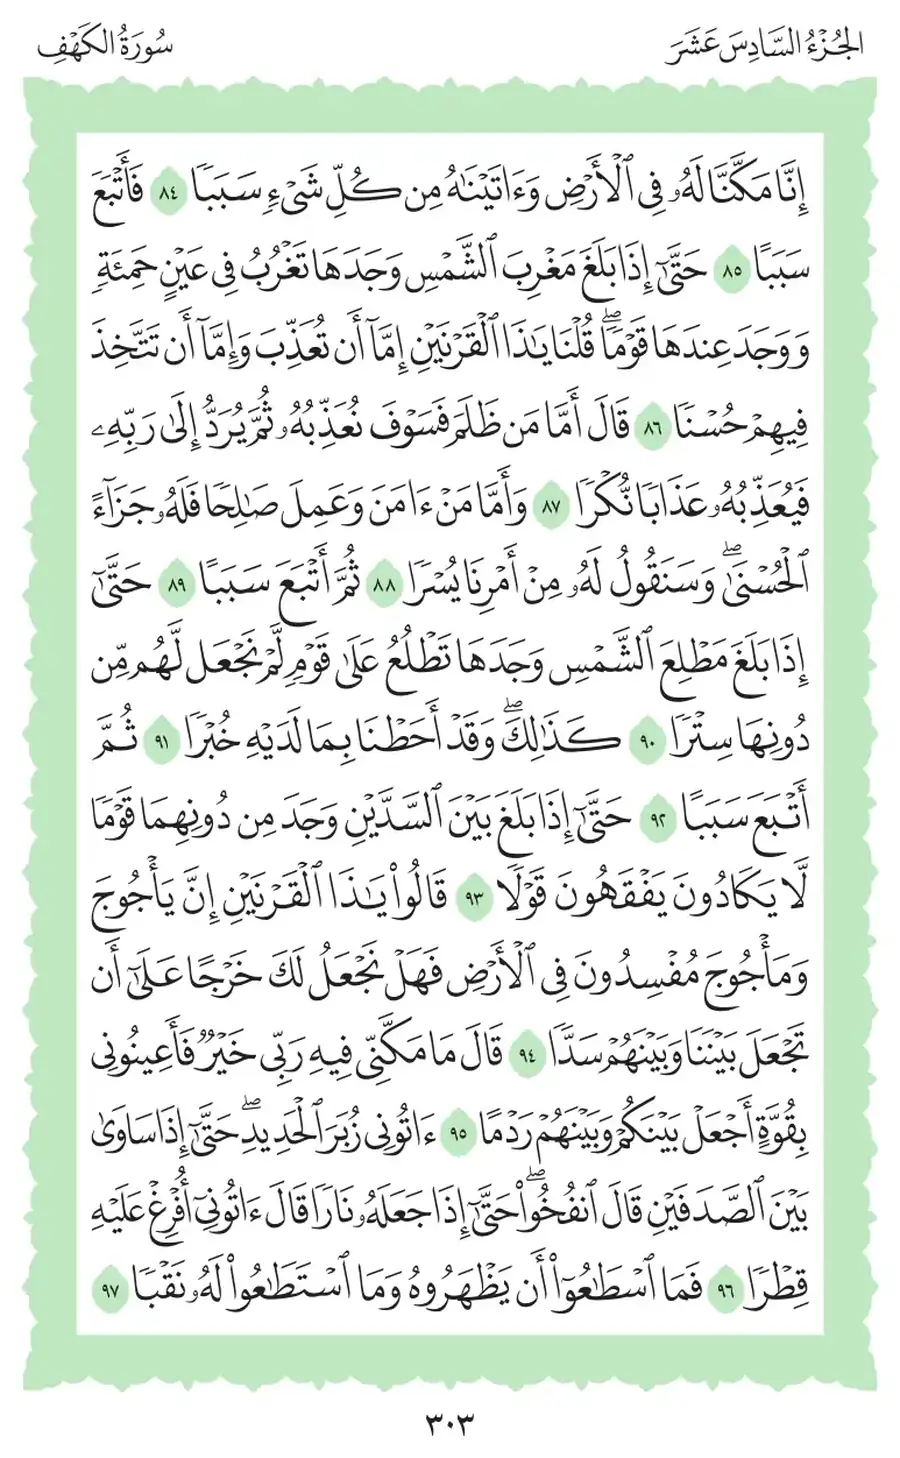 الجُزْءُ السَّادِسَ عَشَرَ
سُورَةُ الكَهْفِ
إِنَّا مَكَّنَّا لَهُۥ فِى ٱلْأَرْضِ وَءَاتَيْنَـٰهُ مِن كُلِّ شَىْءٍ سَبَبًا ٨٤ فَأَتْبَعَ
سَبَبًا ٨٥ حَتَّىٰٓ إِذَا بَلَغَ مَغْرِبَ ٱلشَّمْسِ وَجَدَهَا تَغْرُبُ فِى عَيْنٍ حَمِئَةٍ
وَوَجَدَ عِندَهَا قَوْمًا ۖ قُلْنَا يَـٰذَا ٱلْقَرْنَيْنِ إِمَّآ أَن تُعَذِّبَ وَإِمَّآ أَن تَتَّخِذَ
فِيهِمْ حُسْنًا ٨٦ قَالَ أَمَّا مَن ظَلَمَ فَسَوْفَ نُعَذِّبُهُۥ ثُمَّ يُرَدُّ إِلَىٰ رَبِّهِۦ
فَيُعَذِّبُهُۥ عَذَابًا نُّكْرًا ٨٧ وَأَمَّا مَنْ ءَامَنَ وَعَمِلَ صَـٰلِحًا فَلَهُۥ جَزَآءً
ٱلْحُسْنَىٰ ۖ وَسَنَقُولُ لَهُۥ مِنْ أَمْرِنَا يُسْرًا ٨٨ ثُمَّ أَتْبَعَ سَبَبًا ٨٩ حَتَّىٰٓ
إِذَا بَلَغَ مَطْلِعَ ٱلشَّمْسِ وَجَدَهَا تَطْلُعُ عَلَىٰ قَوْمٍ لَّمْ نَجْعَل لَّهُم مِّن
دُونِهَا سِتْرًا ٩٠ كَذَٰلِكَ ۖ وَقَدْ أَحَطْنَا بِمَا لَدَيْهِ خُبْرًا ٩١ ثُمَّ
أَتْبَعَ سَبَبًا ٩٢ حَتَّىٰٓ إِذَا بَلَغَ بَيْنَ ٱلسَّدَّيْنِ وَجَدَ مِن دُونِهِمَا قَوْمًا
لَّا يَكَادُونَ يَفْقَهُونَ قَوْلًا ٩٣ قَالُوا۟ يَـٰذَا ٱلْقَرْنَيْنِ إِنَّ يَأْجُوجَ
وَمَأْجُوجَ مُفْسِدُونَ فِى ٱلْأَرْضِ فَهَلْ نَجْعَلُ لَكَ خَرْجًا عَلَىٰٓ أَن
تَجْعَلَ بَيْنَنَا وَبَيْنَهُمْ سَدًّا ٩٤ قَالَ مَا مَكَّنِّى فِيهِ رَبِّى خَيْرٌ فَأَعِينُونِى
بِقُوَّةٍ أَجْعَلْ بَيْنَكُمْ وَبَيْنَهُمْ رَدْمًا ٩٥ ءَاتُونِى زُبَرَ ٱلْحَدِيدِ ۖ حَتَّىٰٓ إِذَا سَاوَىٰ
بَيْنَ ٱلصَّدَفَيْنِ قَالَ ٱنفُخُوا۟ ۖ حَتَّىٰٓ إِذَا جَعَلَهُۥ نَارًا قَالَ ءَاتُونِىٓ أُفْرِغْ عَلَيْهِ
قِطْرًا ٩٦ فَمَا ٱسْطَـٰعُوٓا۟ أَن يَظْهَرُوهُ وَمَا ٱسْتَطَـٰعُوا۟ لَهُۥ نَقْبًا ٩٧
٣٠٣